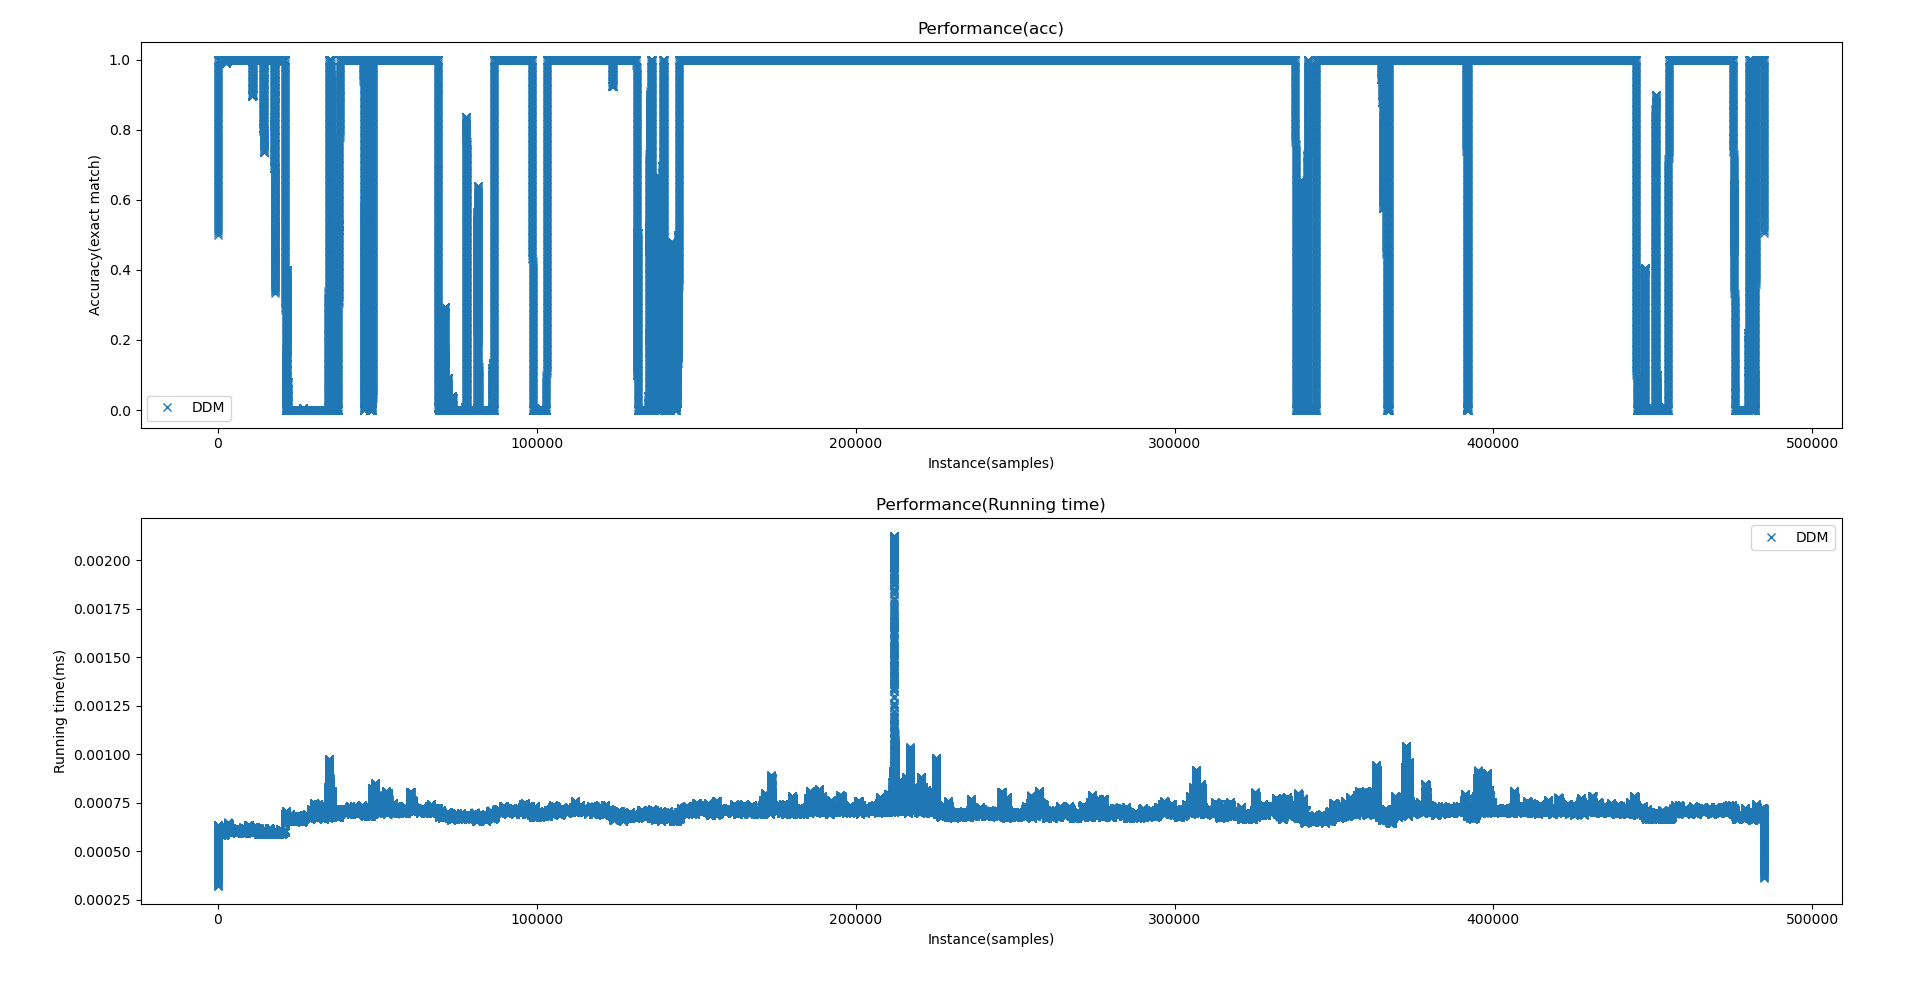 Performance(acc)
Accuracy(exact match)
1.0
0.8
0.6
0.4
0.2
0.0
DDM
0 100000 200000 300000 400000 500000
Instance(samples)
Performance(Running time)
Running time(ms)
DDM
0.00200
0.00175
0.00150
0.00125
0.00100
0.00075
0.00050
0.00025
0 100000 200000 300000 400000 500000
Instance(samples)